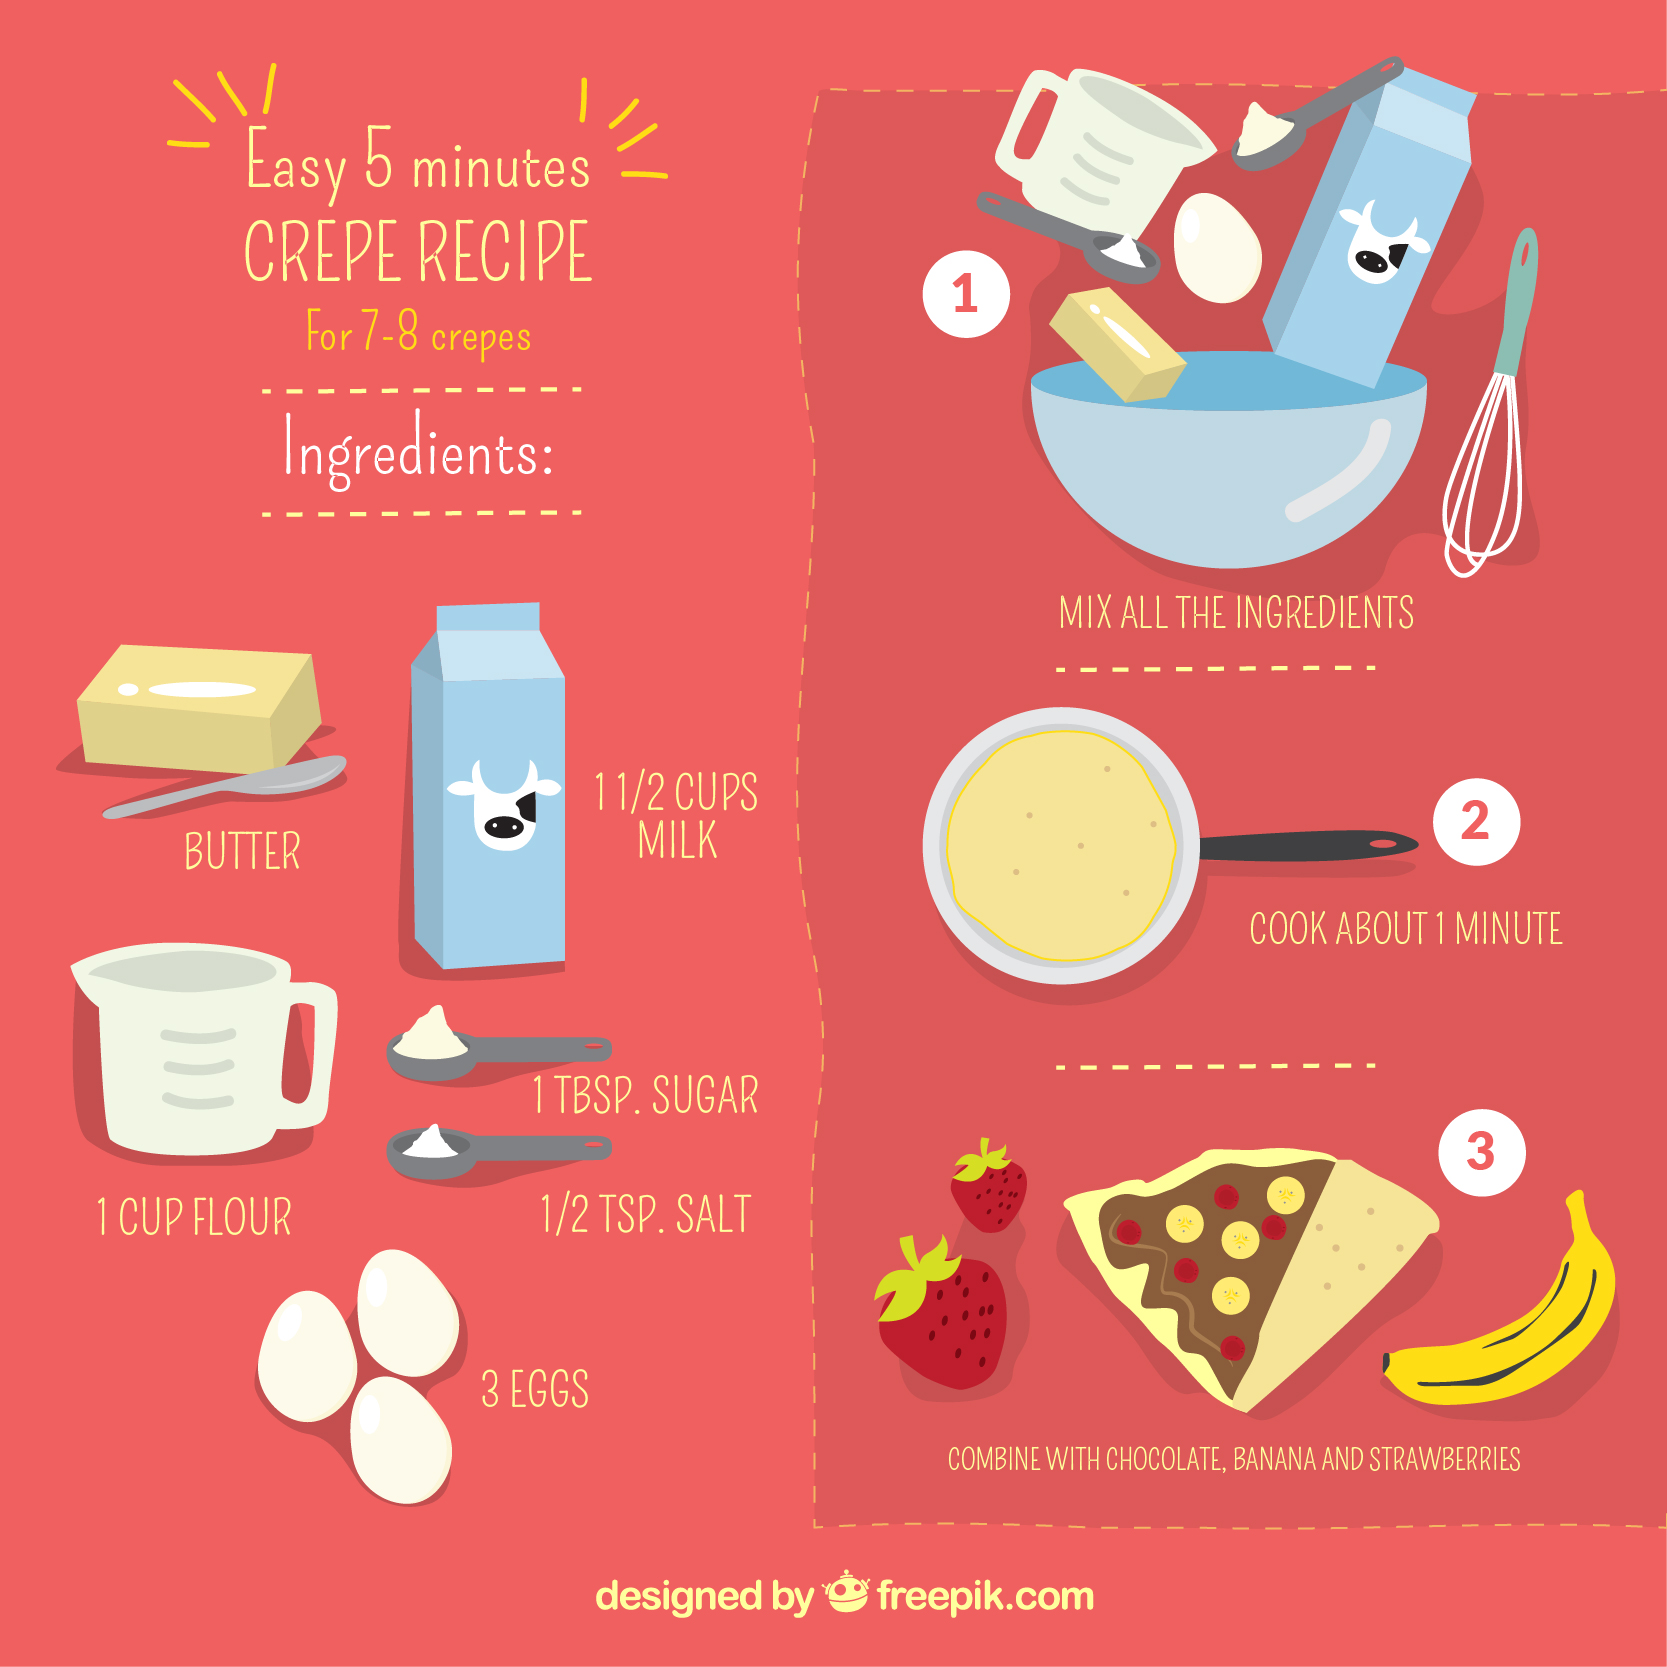 Easy 5 minutes
CREPE RECIPE
For 7-8 crepes
Ingredients:
BUTTER
1 1/2 CUPS
MILK
1 CUP FLOUR
1 TBSP. SUGAR
1/2 TSP. SALT
3 EGGS
1
MIX ALL THE INGREDIENTS
2
COOK ABOUT 1 MINUTE
3
COMBINE WITH CHOCOLATE, BANANA AND STRAWBERRIES
designed by freepik.com